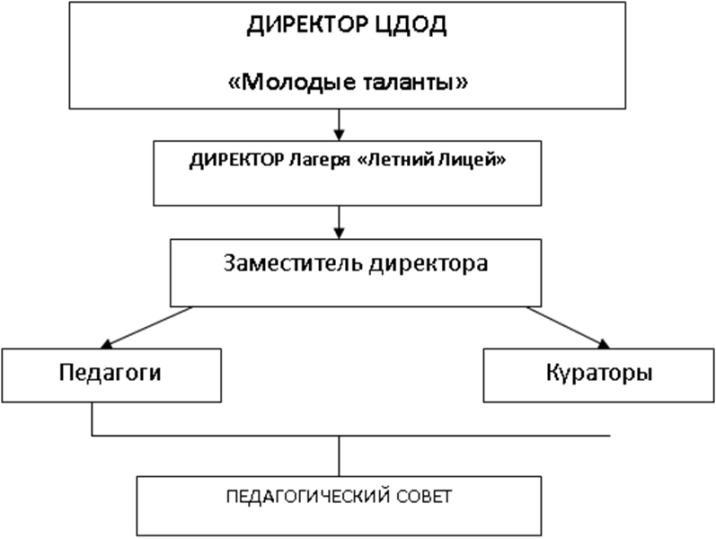 ДИРЕКТОР ЦДОД
«Молодые таланты»
ДИРЕКТОР Лагеря «Летний Лицей»
Заместитель директора
Педагоги
Кураторы
ПЕДАГОГИЧЕСКИЙ СОВЕТ